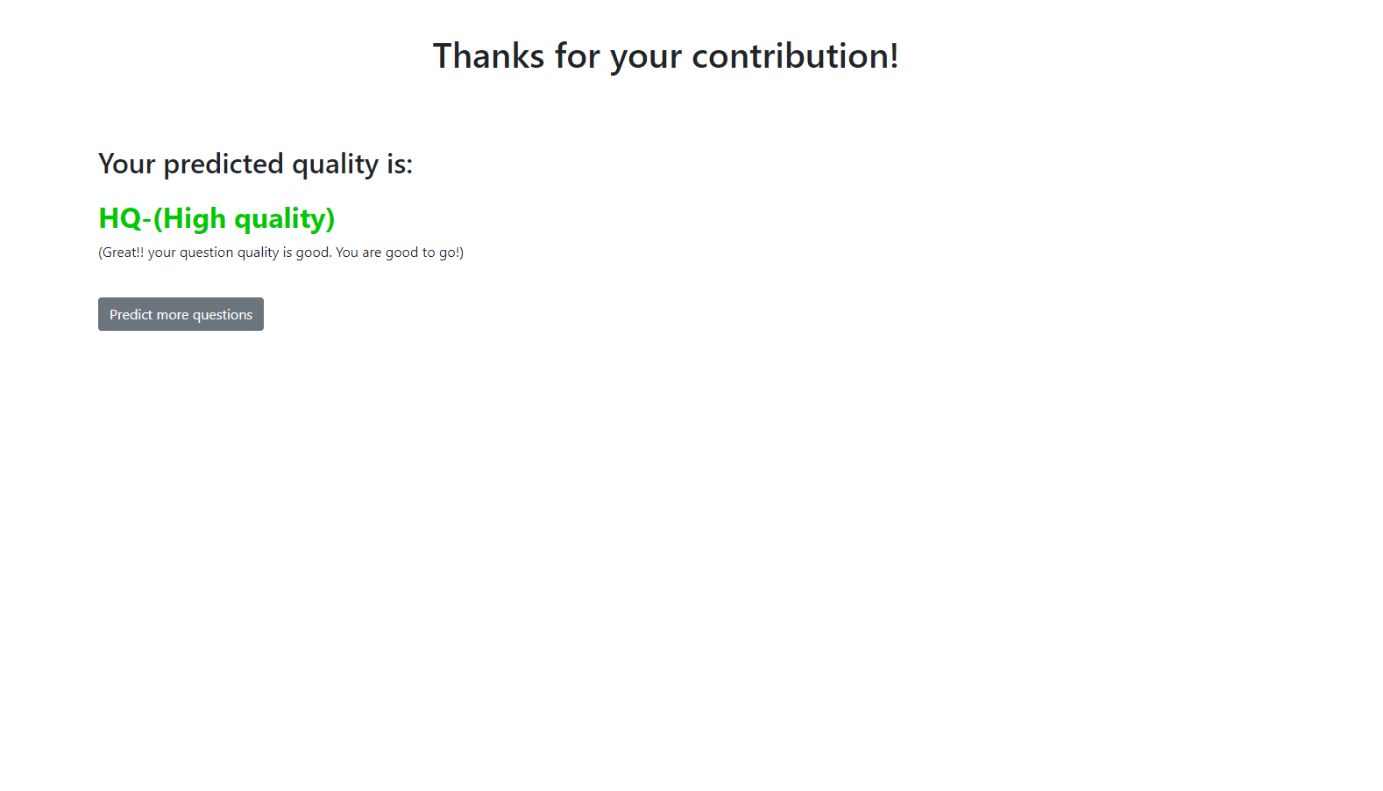 Thanks for your contribution!
Your predicted quality is:
HQ-(High quality)
(Great!! your question quality is good. You are good to go!)
Predict more questions